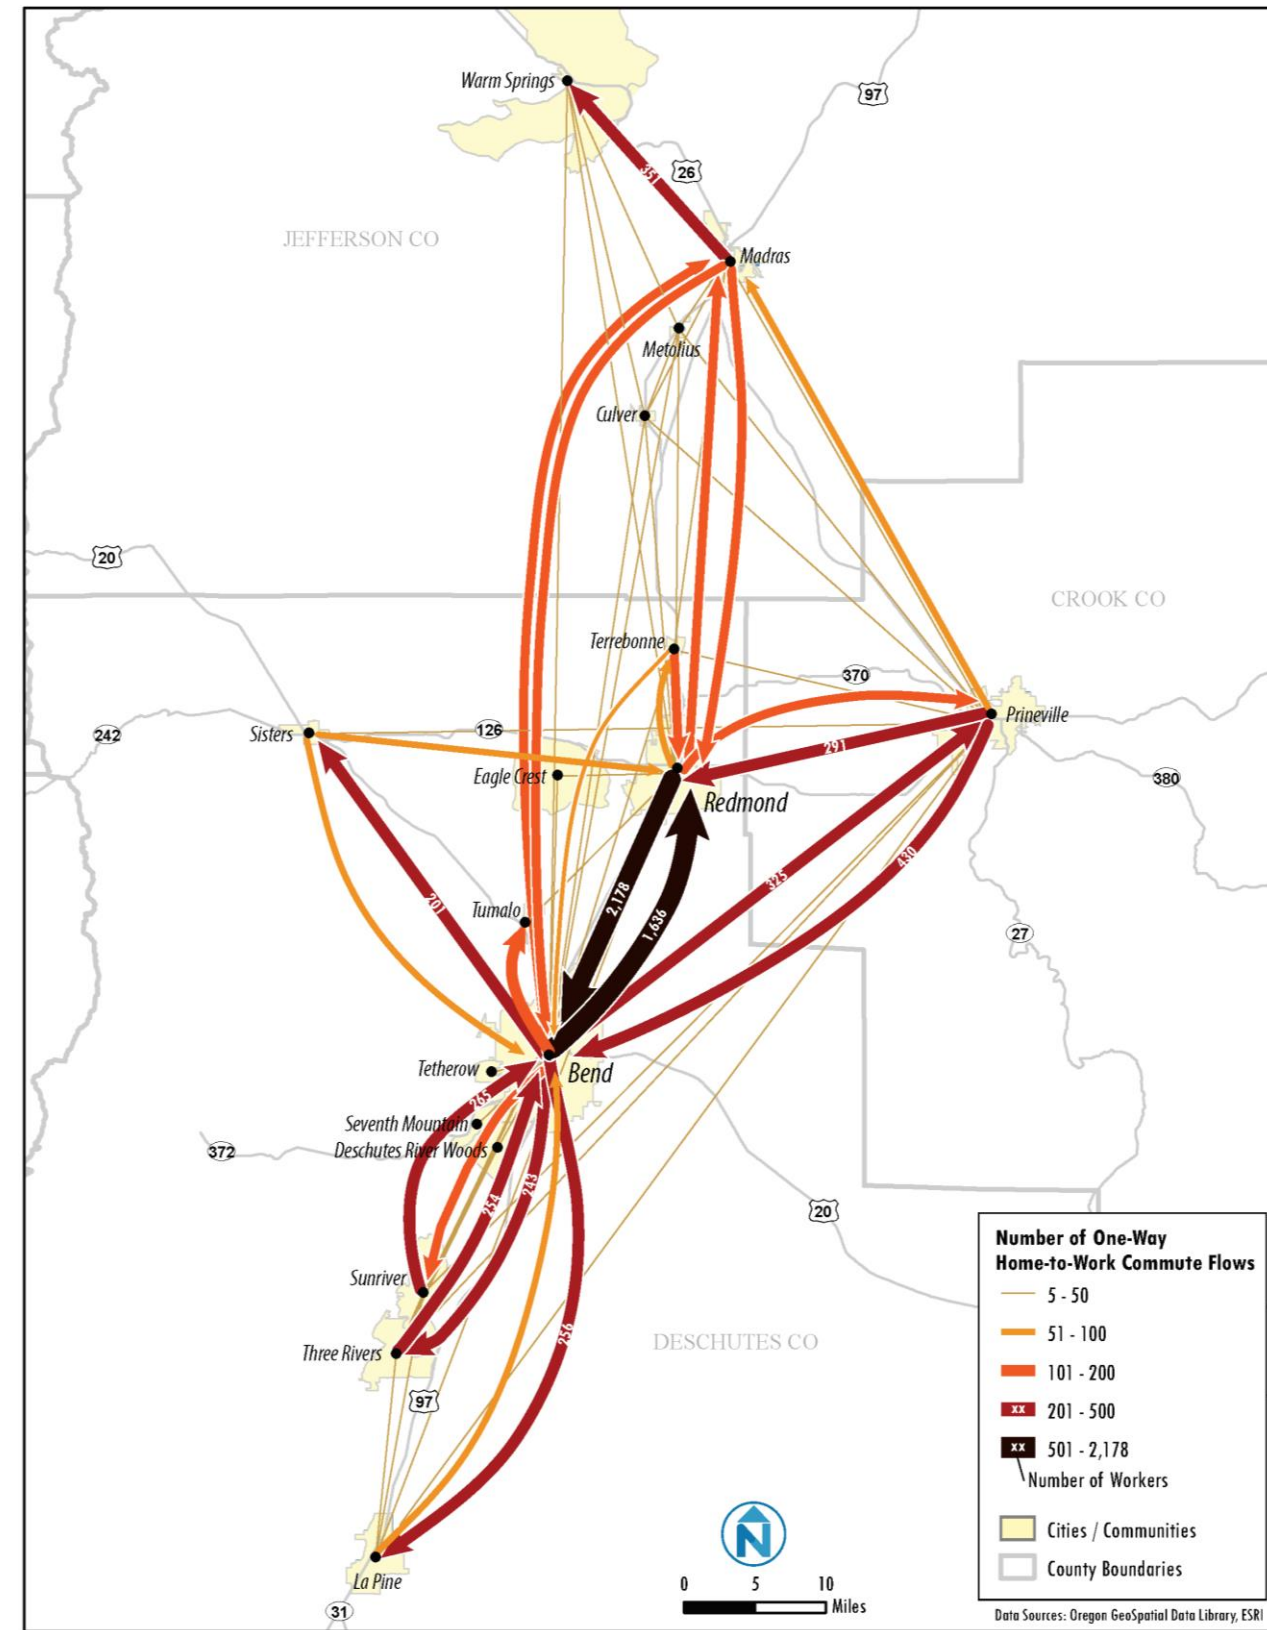 Warm Springs
97
26
351
JEFFERSON CO
Madras
Metolius
Culver
20
CROOK CO
Terrebonne
370
Prineville
Sisters
126
242
291
Eagle Crest
380
Redmond
430
325
2,178
201
Tumalo
1,636
27
Tetherow
Bend
265
Seventh Mountain
372
Deschutes River Woods
243
254
20
Sunriver
256
DESCHUTES CO
Three Rivers
97
La Pine
31
Number of One-Way
Home-to-Work Commute Flows
5 - 50
51 - 100
101 - 200
xx 201 - 500
xx 501 - 2,178
Number of Workers
Cities / Communities
County Boundaries
N
0 5 10
Miles
Data Sources: Oregon GeoSpatial Data Library, ESRI